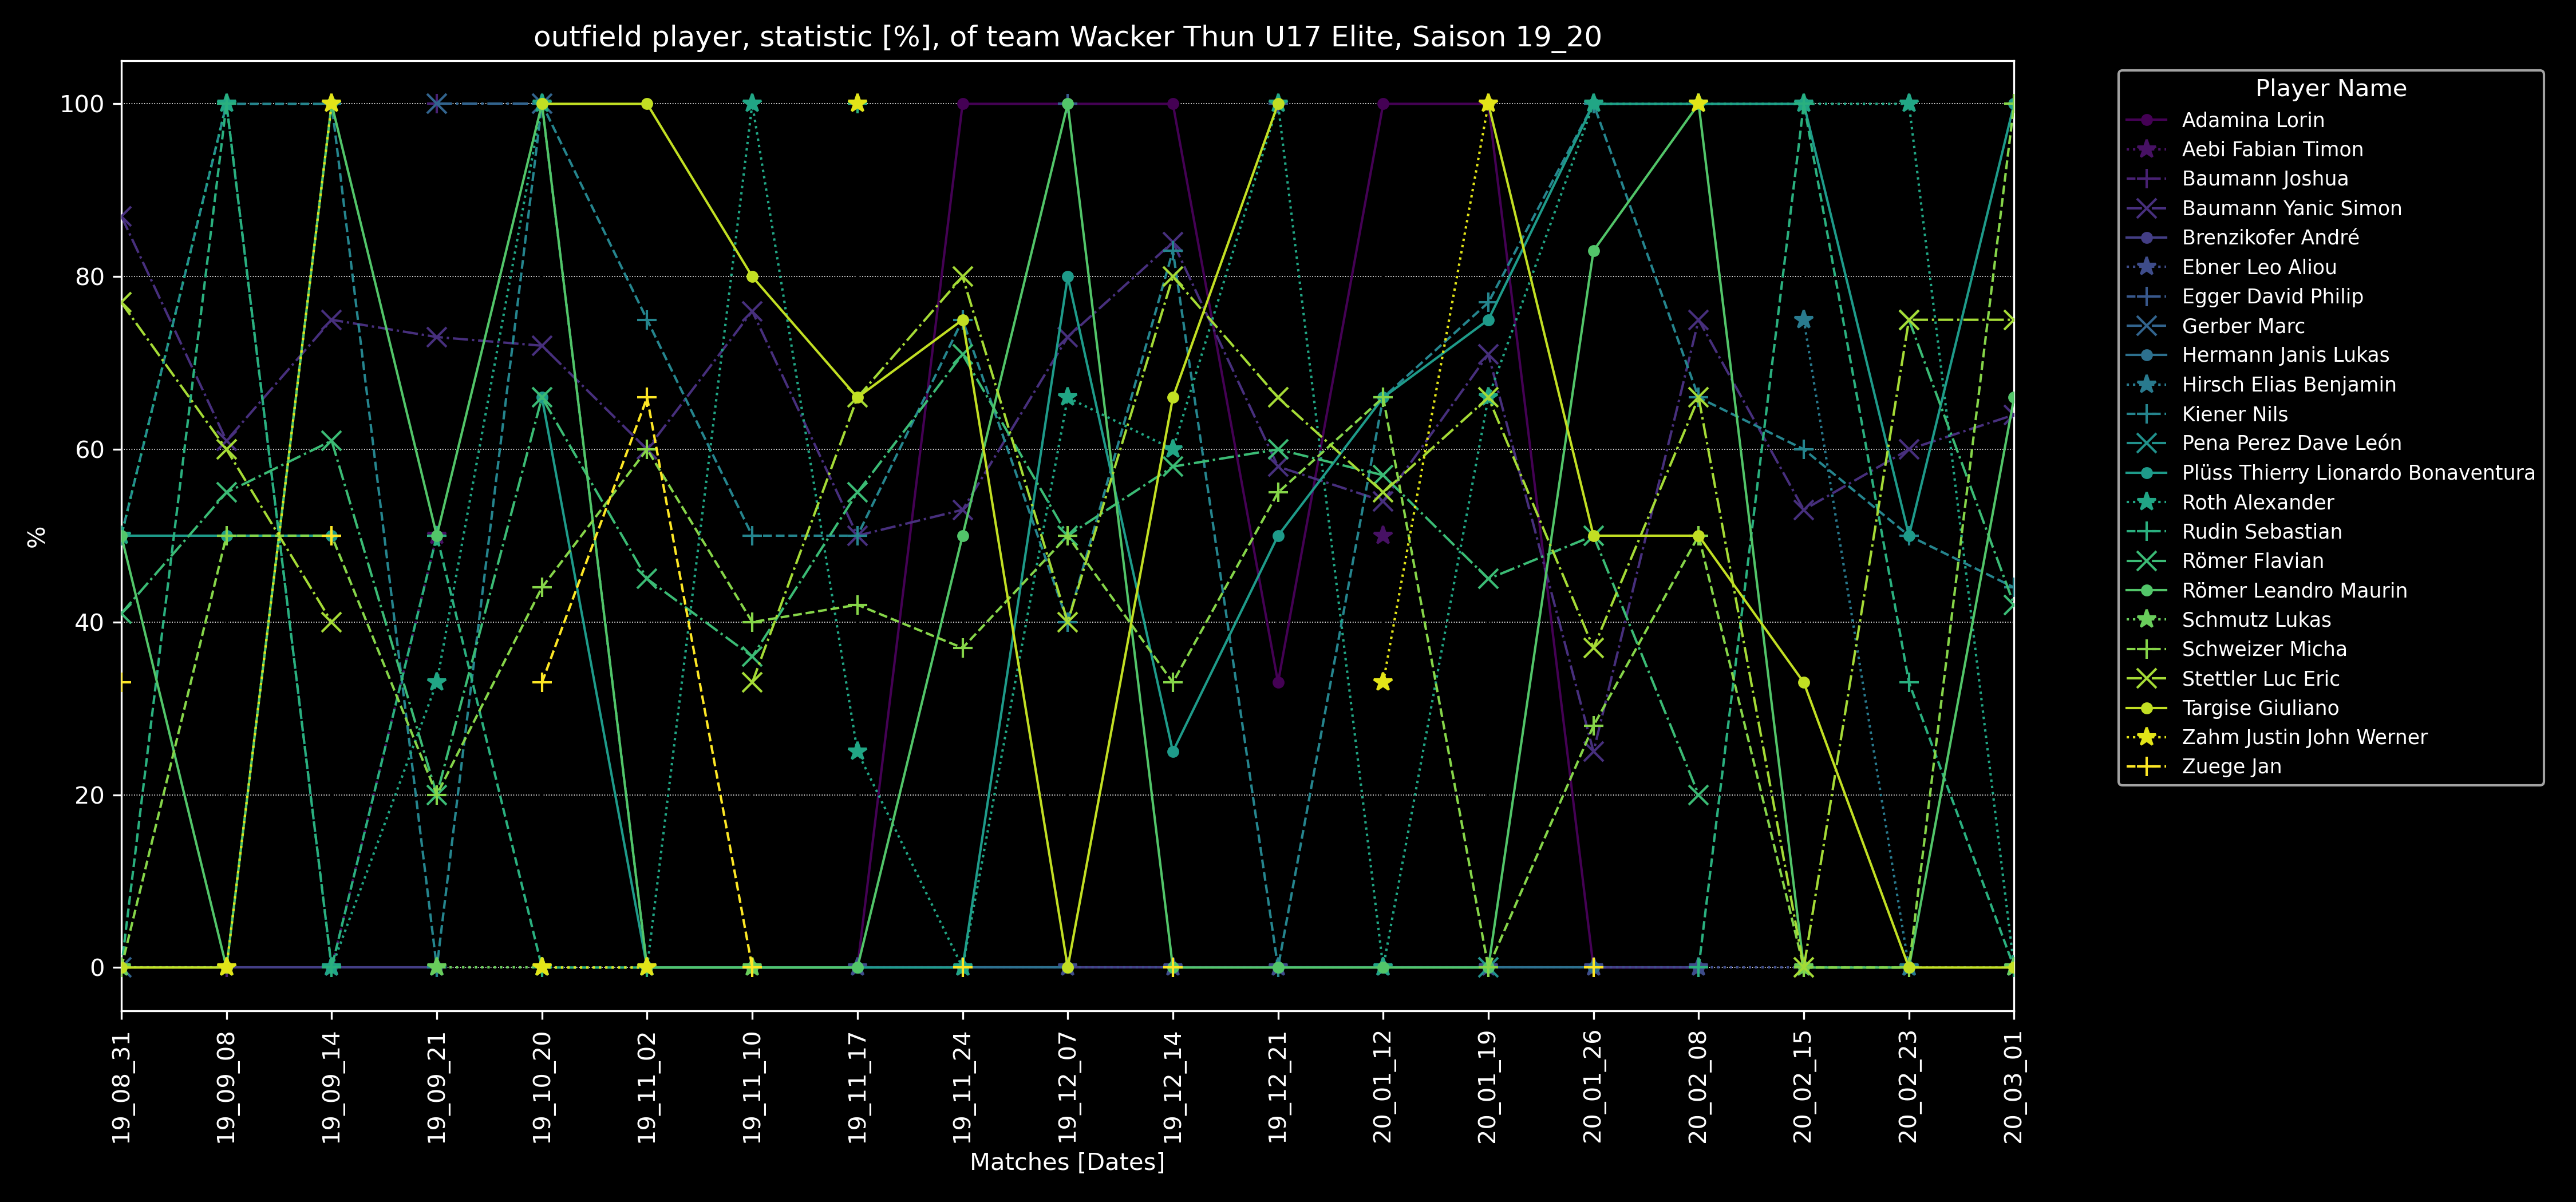 outfield player, statistic [%], of team Wacker Thun U17 Elite, Saison 19_20
%
100
80
60
40
20
0
19_08_31
19_09_08
19_09_14
19_09_21
19_10_20
19_11_02
19_11_10
19_11_17
19_11_24
19_12_07
19_12_14
19_12_21
20_01_12
20_01_19
20_01_26
20_02_08
20_02_15
20_02_23
20_03_01
Matches [Dates]
Player Name
Adamina Lorin
Aebi Fabian Timon
Baumann Joshua
Baumann Yanic Simon
Brenzikofer André
Ebner Leo Aliou
Egger David Philip
Gerber Marc
Hermann Janis Lukas
Hirsch Elias Benjamin
Kiener Nils
Pena Perez Dave León
Plüss Thierry Lionardo Bonaventura
Roth Alexander
Rudin Sebastian
Römer Flavian
Römer Leandro Maurin
Schmutz Lukas
Schweizer Micha
Stettler Luc Eric
Targise Giuliano
Zahm Justin John Werner
Zuege Jan